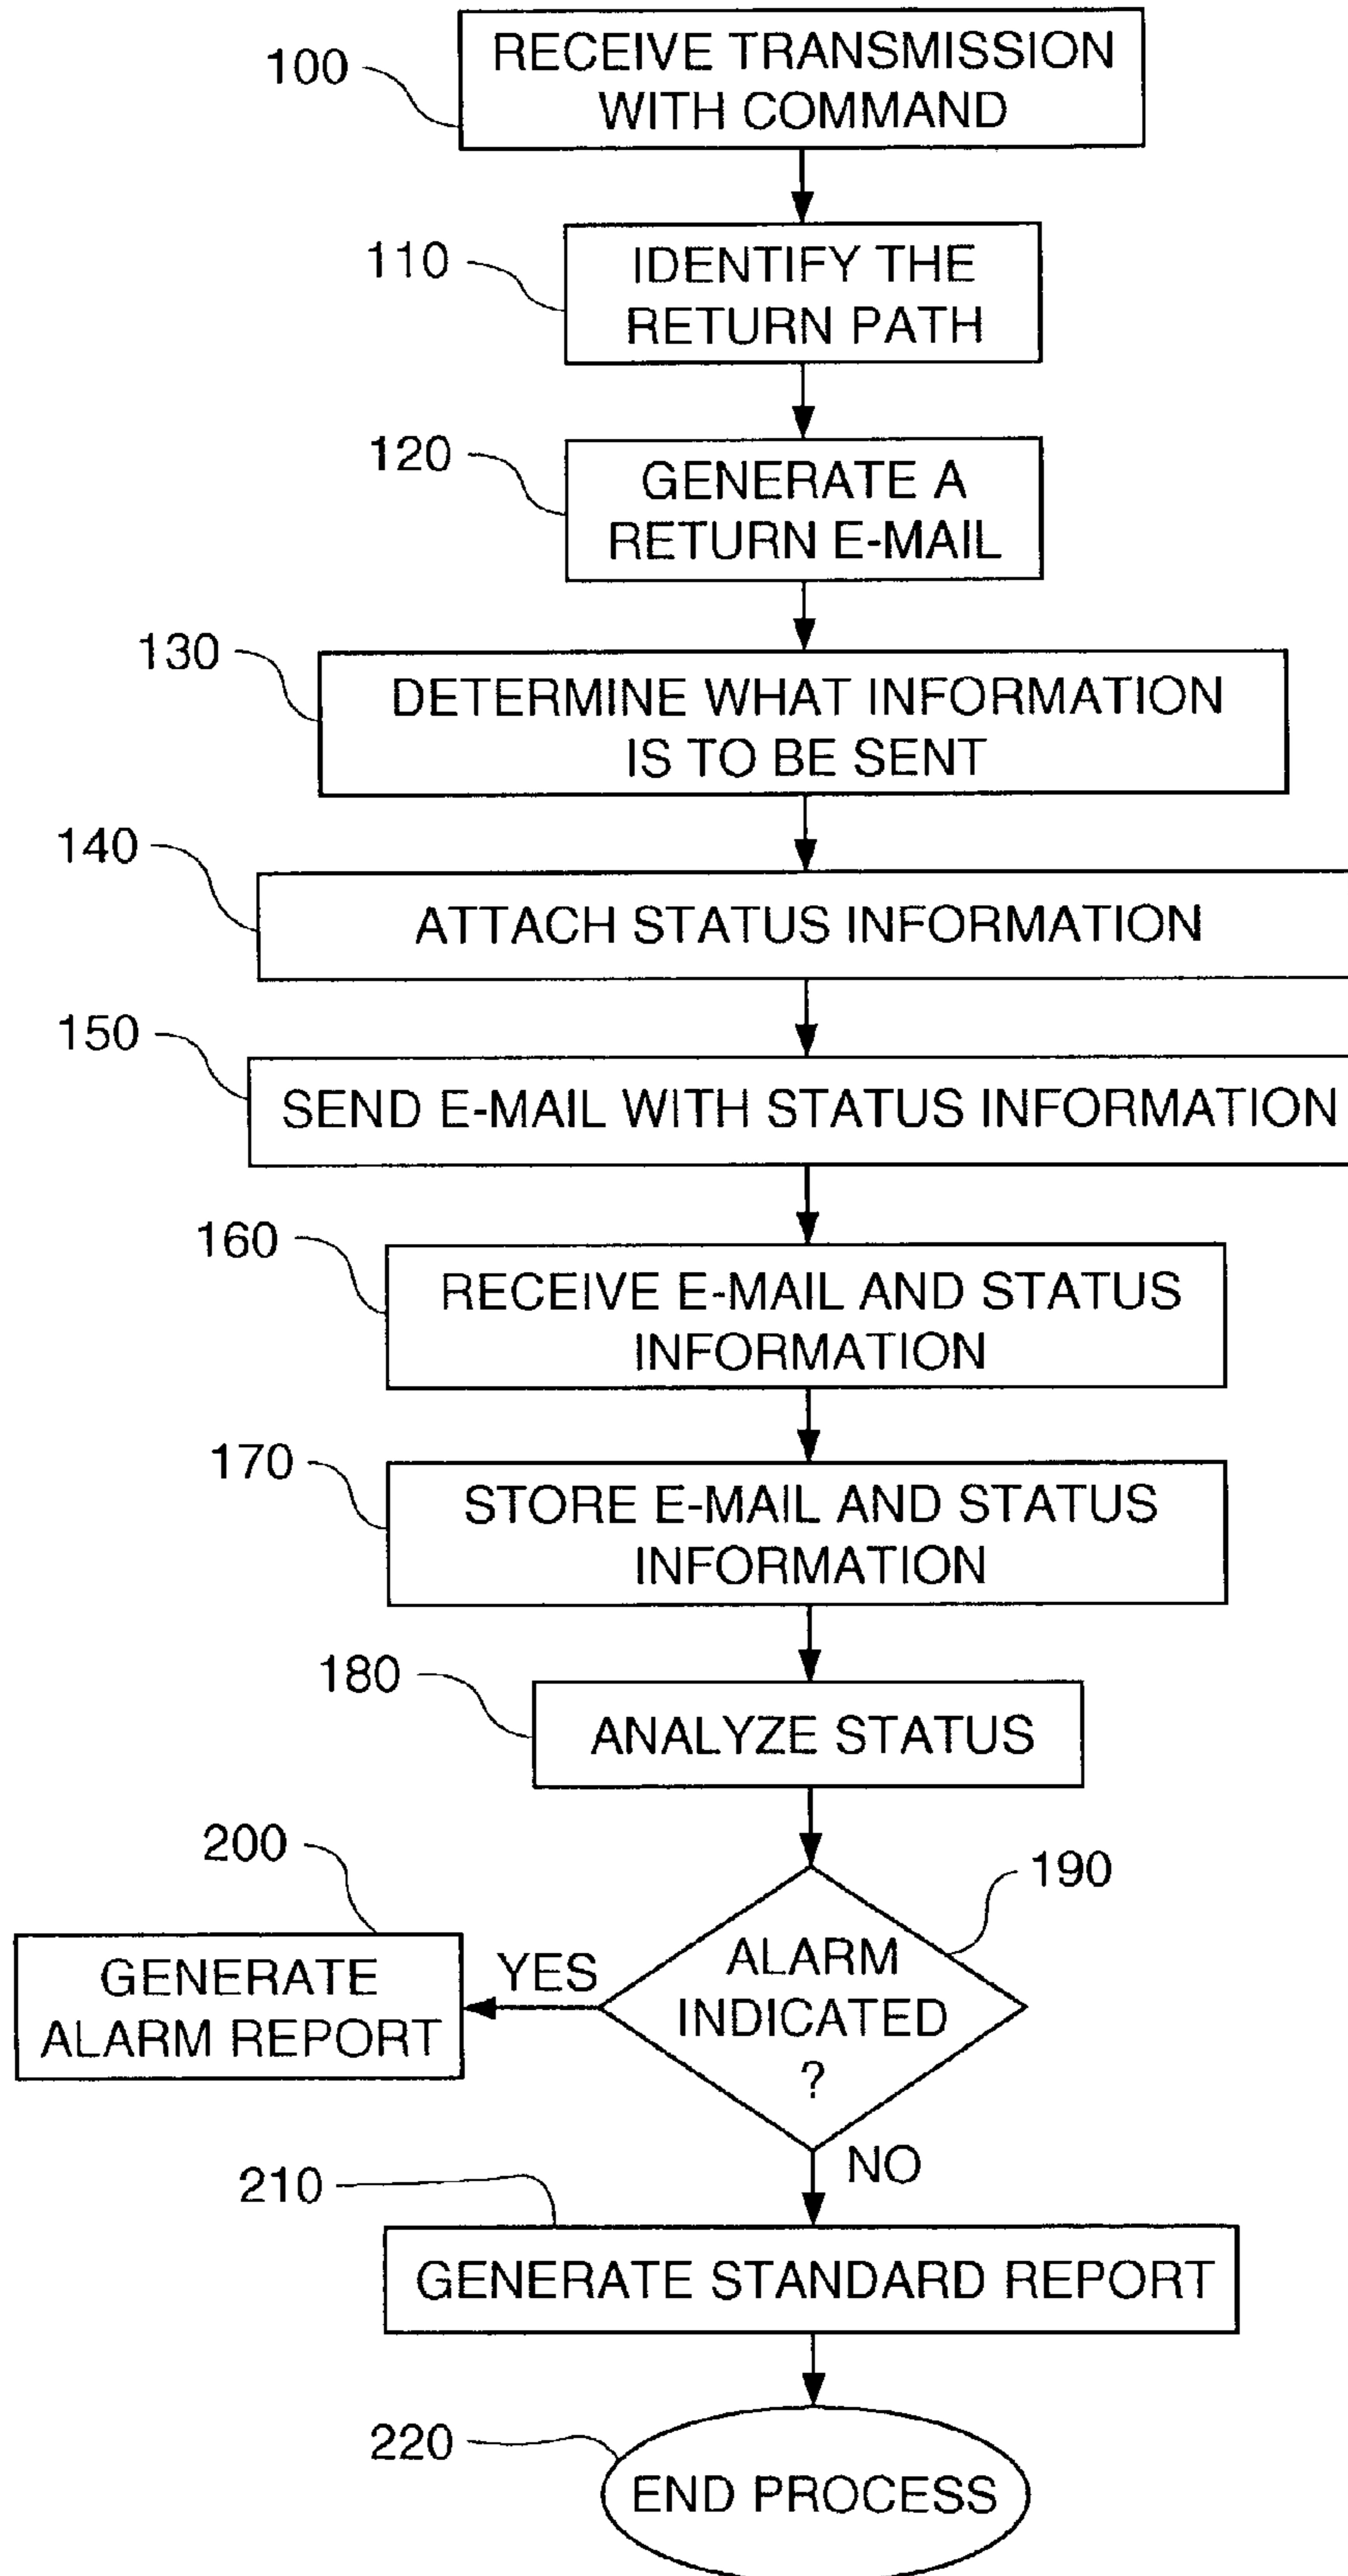 100
RECEIVE TRANSMISSION
WITH COMMAND
110
IDENTIFY THE
RETURN PATH
120
GENERATE A
RETURN E-MAIL
130
DETERMINE WHAT INFORMATION
IS TO BE SENT
140
ATTACH STATUS INFORMATION
150
SEND E-MAIL WITH STATUS INFORMATION
160
RECEIVE E-MAIL AND STATUS
INFORMATION
170
STORE E-MAIL AND STATUS
INFORMATION
180
ANALYZE STATUS
190
ALARM
INDICATED
?
YES
200
GENERATE
ALARM REPORT
NO
210
GENERATE STANDARD REPORT
220
END PROCESS